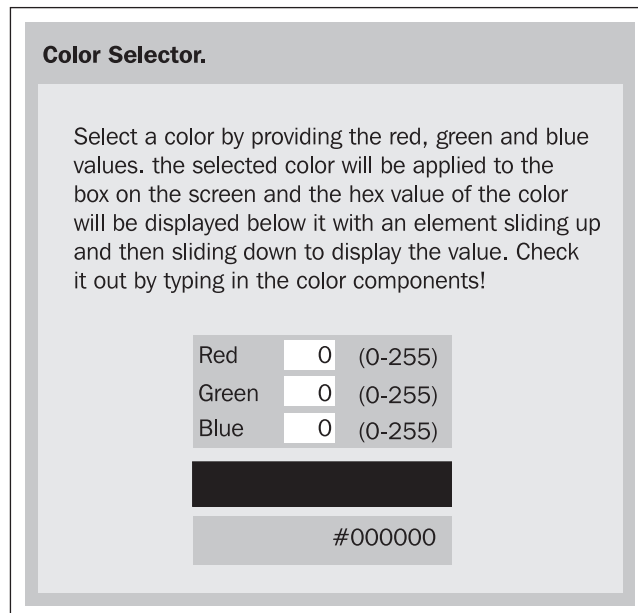 Color Selector.
Select a color by providing the red, green and blue
values. the selected color will be applied to the
box on the screen and the hex value of the color
will be displayed below it with an element sliding up
and then sliding down to display the value. Check
it out by typing in the color components!
Red 0 (0-255)
Green 0 (0-255)
Blue 0 (0-255)
#000000